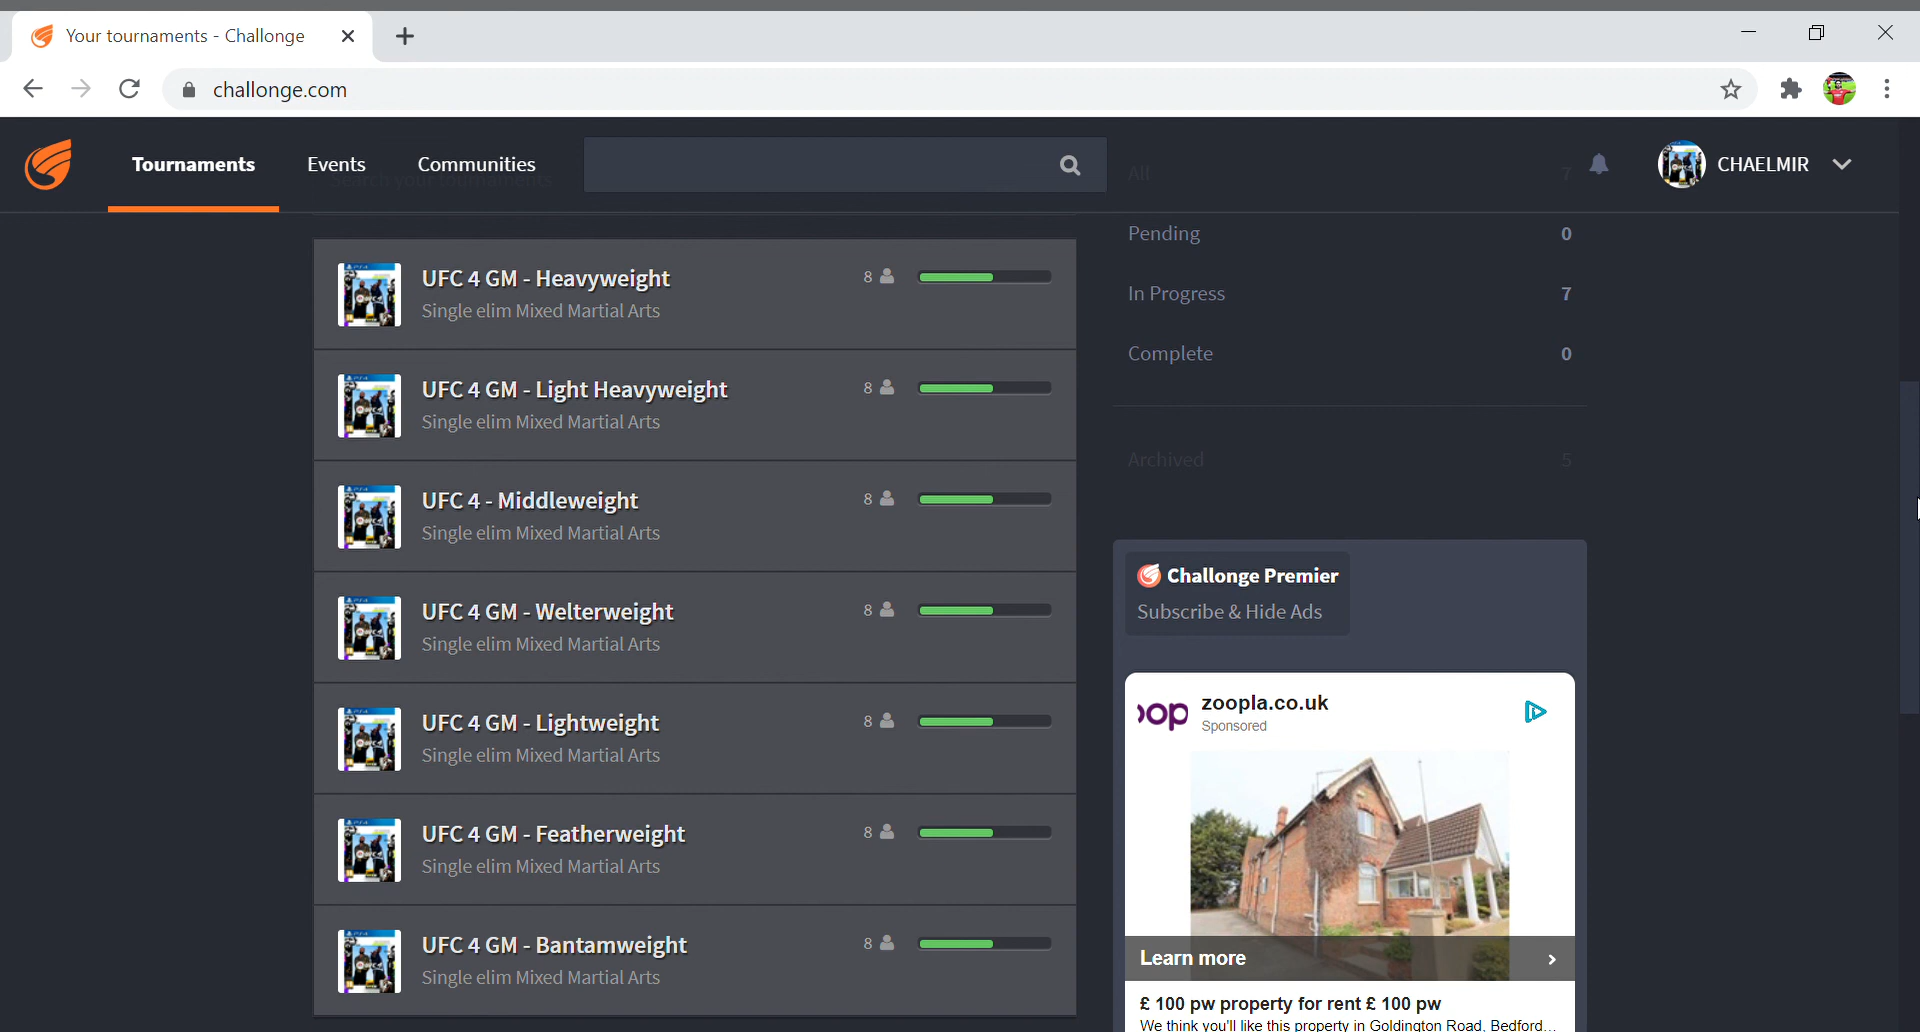 Your tournaments - Challonge
challonge.com
Tournaments
Events
Communities
CHAELMIR
Search your tournaments
All 7
Pending 0
In Progress 7
Complete 0
Archived 5
UFC 4 GM - Heavyweight 8
Single elim Mixed Martial Arts
UFC 4 GM - Light Heavyweight 8
Single elim Mixed Martial Arts
UFC 4 - Middleweight 8
Single elim Mixed Martial Arts
UFC 4 GM - Welterweight 8
Single elim Mixed Martial Arts
UFC 4 GM - Lightweight 8
Single elim Mixed Martial Arts
UFC 4 GM - Featherweight 8
Single elim Mixed Martial Arts
UFC 4 GM - Bantamweight 8
Single elim Mixed Martial Arts
Challonge Premier
Subscribe & Hide Ads
oop
zoopla.co.uk
Sponsored
Learn more
£ 100 pw property for rent £ 100 pw
We think you'll like this property in Goldington Road, Bedford...